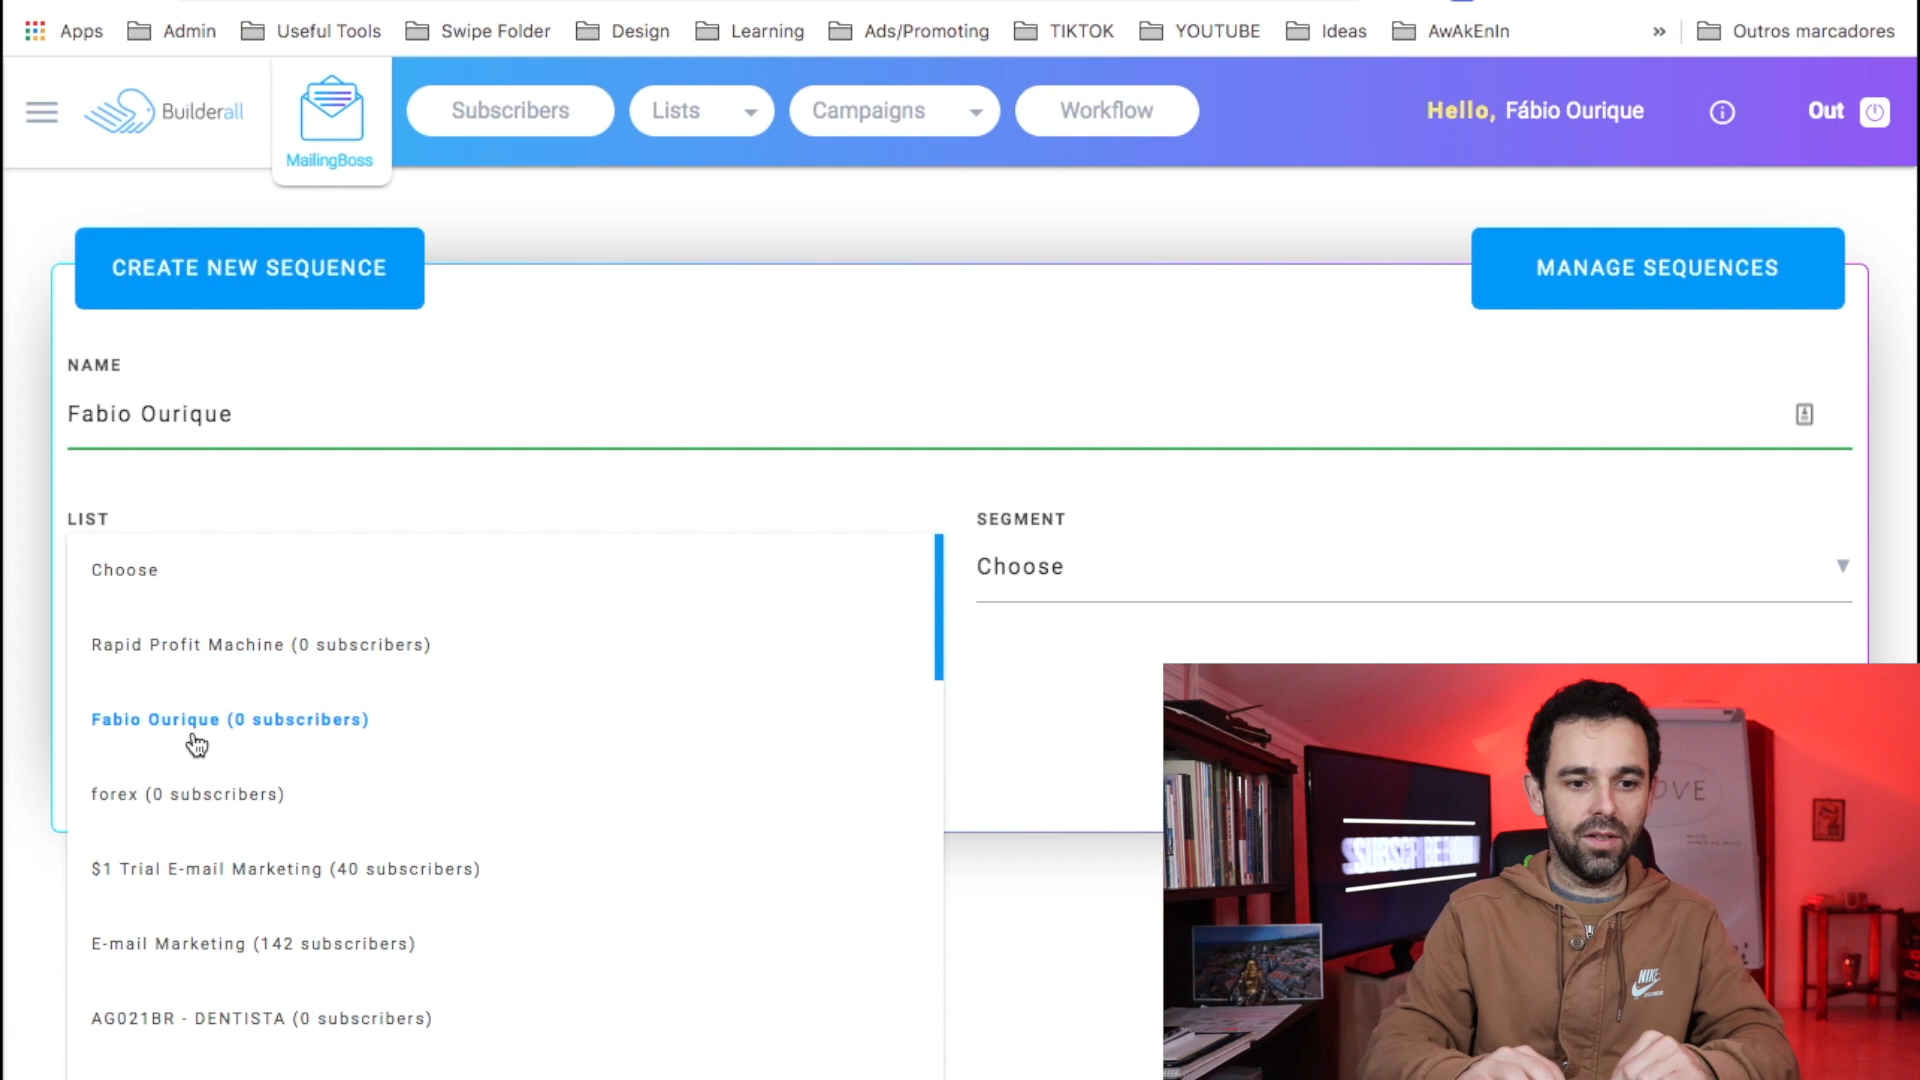 Apps Admin Useful Tools Swipe Folder Design Learning Ads/Promoting TIKTOK YOUTUBE Ideas AwAkEnIn » Outros marcadores
Builderall
MailingBoss
Subscribers Lists Campaigns Workflow
Hello, Fábio Ourique
Out
CREATE NEW SEQUENCE
MANAGE SEQUENCES
NAME
Fabio Ourique
LIST
Choose
Rapid Profit Machine (0 subscribers)
Fabio Ourique (0 subscribers)
forex (0 subscribers)
$1 Trial E-mail Marketing (40 subscribers)
E-mail Marketing (142 subscribers)
AG021BR - DENTISTA (0 subscribers)
SEGMENT
Choose
NIKE